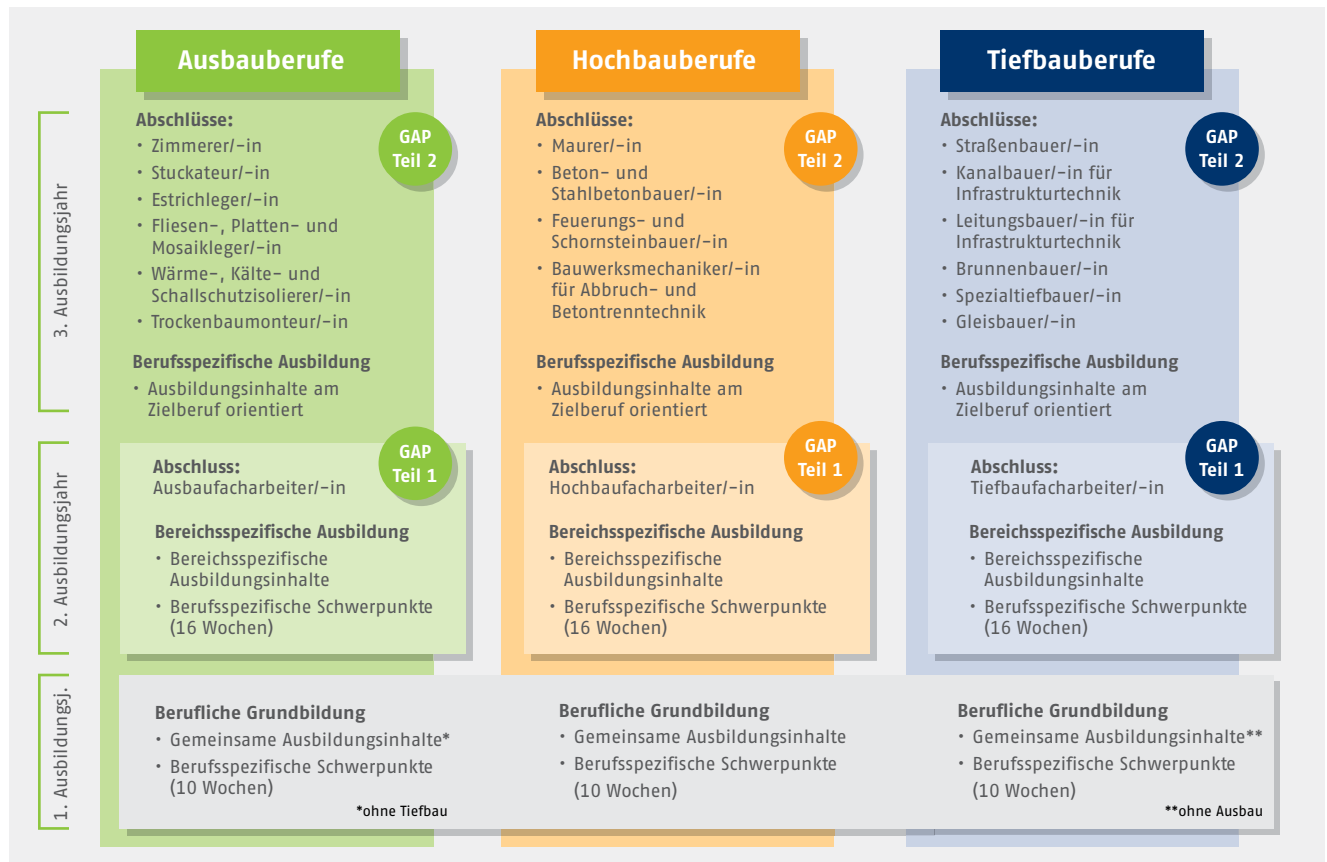 Ausbauberufe
Abschlüsse:
GAP
Teil 2
• Zimmerer/-in
• Stuckateur/-in
• Estrichleger/-in
• Fliesen-, Platten- und
Mosaikleger/-in
• Wärme-, Kälte- und
Schallschutzisolierer/-in
• Trockenbaumonteur/-in
Berufsspezifische Ausbildung
• Ausbildungsinhalte am
Zielberuf orientiert
GAP
Teil 1
Abschluss:
Ausbaufacharbeiter/-in
Bereichsspezifische Ausbildung
• Bereichsspezifische
Ausbildungsinhalte
• Berufsspezifische Schwerpunkte
(16 Wochen)
Berufliche Grundbildung
• Gemeinsame Ausbildungsinhalte*
• Berufsspezifische Schwerpunkte
(10 Wochen)
*ohne Tiefbau
Hochbauberufe
Abschlüsse:
GAP
Teil 2
• Maurer/-in
• Beton- und
Stahlbetonbauer/-in
• Feuerungs- und
Schornsteinbauer/-in
• Bauwerksmechaniker/-in
für Abbruch- und
Betontrenntechnik
Berufsspezifische Ausbildung
• Ausbildungsinhalte am
Zielberuf orientiert
GAP
Teil 1
Abschluss:
Hochbaufacharbeiter/-in
Bereichsspezifische Ausbildung
• Bereichsspezifische
Ausbildungsinhalte
• Berufsspezifische Schwerpunkte
(16 Wochen)
Berufliche Grundbildung
• Gemeinsame Ausbildungsinhalte
• Berufsspezifische Schwerpunkte
(10 Wochen)
Tiefbauberufe
Abschlüsse:
GAP
Teil 2
• Straßenbauer/-in
• Kanalbauer/-in für
Infrastrukturtechnik
• Leitungsbauer/-in für
Infrastrukturtechnik
• Brunnenbauer/-in
• Spezialtiefbauer/-in
• Gleisbauer/-in
Berufsspezifische Ausbildung
• Ausbildungsinhalte am
Zielberuf orientiert
GAP
Teil 1
Abschluss:
Tiefbaufacharbeiter/-in
Bereichsspezifische Ausbildung
• Bereichsspezifische
Ausbildungsinhalte
• Berufsspezifische Schwerpunkte
(16 Wochen)
Berufliche Grundbildung
• Gemeinsame Ausbildungsinhalte**
• Berufsspezifische Schwerpunkte
(10 Wochen)
**ohne Ausbau
3. Ausbildungsjahr
2. Ausbildungsjahr
1. Ausbildungsj.